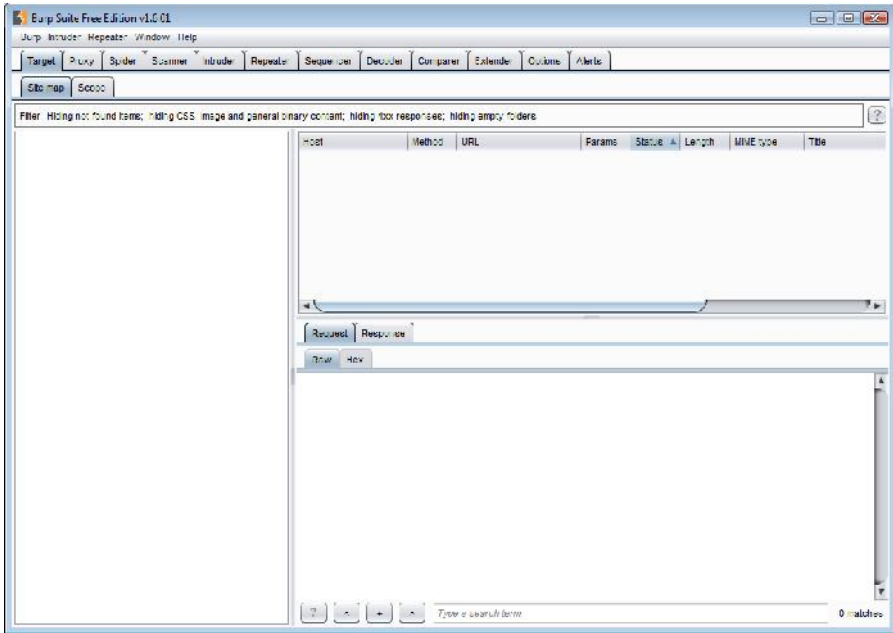 Burp Suite Free Edition v1.6.01
Burp Intruder Repeater Window Help
Target Proxy Spider Scanner Intruder Repeater Sequencer Decoder Comparer Extender Options Alerts
Site map Scope
Filter: Hiding not found items; hiding CSS, image and general binary content; hiding 4xx responses; hiding empty folders
?
Host Method URL Params Status Length MIME type Title
Request Response
Raw Hex
? < + > Type a search term 0 matches